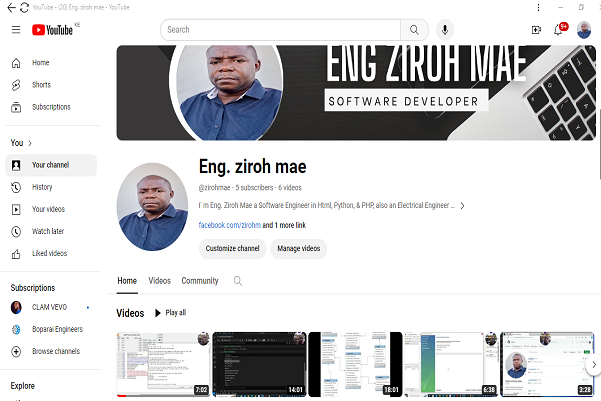 YouTube - (20) Eng. ziroh mae - YouTube
YouTube KE
Search
9+
Home
Shorts
Subscriptions
You
Your channel
History
Your videos
Watch later
Liked videos
Subscriptions
CLAM VEVO
Boparai Engineers
Browse channels
Explore
ENG ZIROH MAE
SOFTWARE DEVELOPER
Eng. ziroh mae
@zirohmae · 5 subscribers · 6 videos
I' m Eng. Ziroh Mae a Software Engineer in Html, Python, & PHP, also an Electrical Engineer ...
facebook.com/zirohm and 1 more link
Customize channel
Manage videos
Home
Videos
Community
Videos
Play all
7:02
14:01
18:01
6:38
3:28